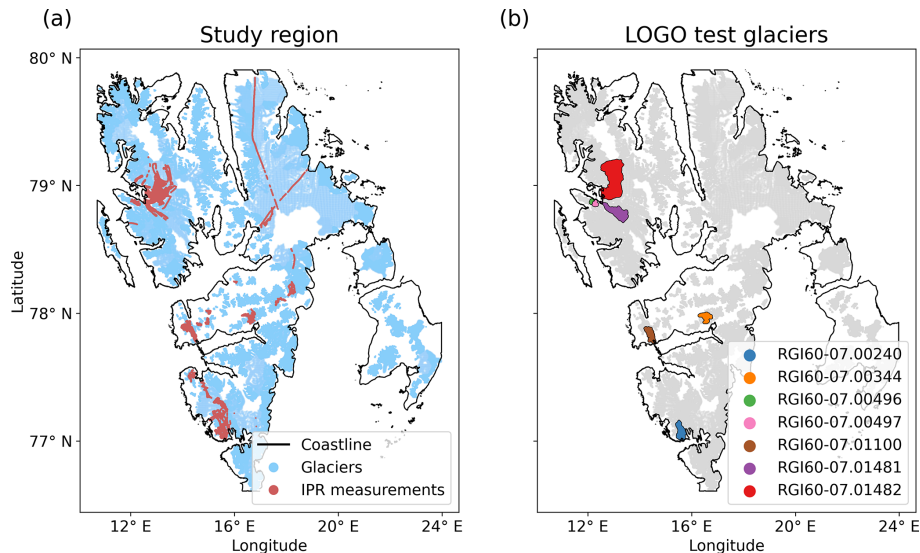 (a)
Study region
80° N
79° N
78° N
77° N
Latitude
12° E
16° E
20° E
24° E
Longitude
Coastline
Glaciers
IPR measurements
(b)
LOGO test glaciers
12° E
16° E
20° E
24° E
Longitude
RGI60-07.00240
RGI60-07.00344
RGI60-07.00496
RGI60-07.00497
RGI60-07.01100
RGI60-07.01481
RGI60-07.01482